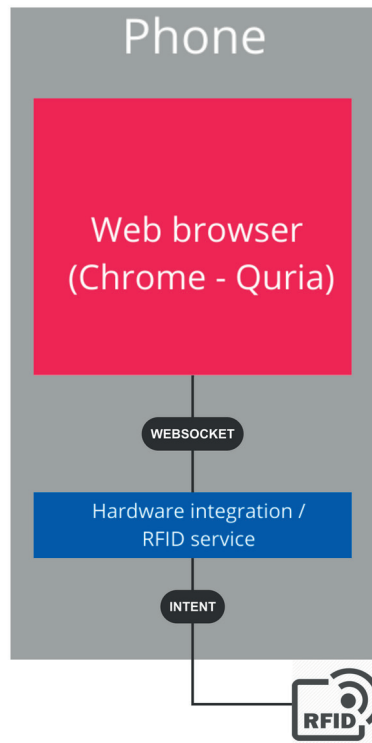 Phone
Web browser
(Chrome - Quria)
WEBSOCKET
Hardware integration /
RFID service
INTENT
RFID